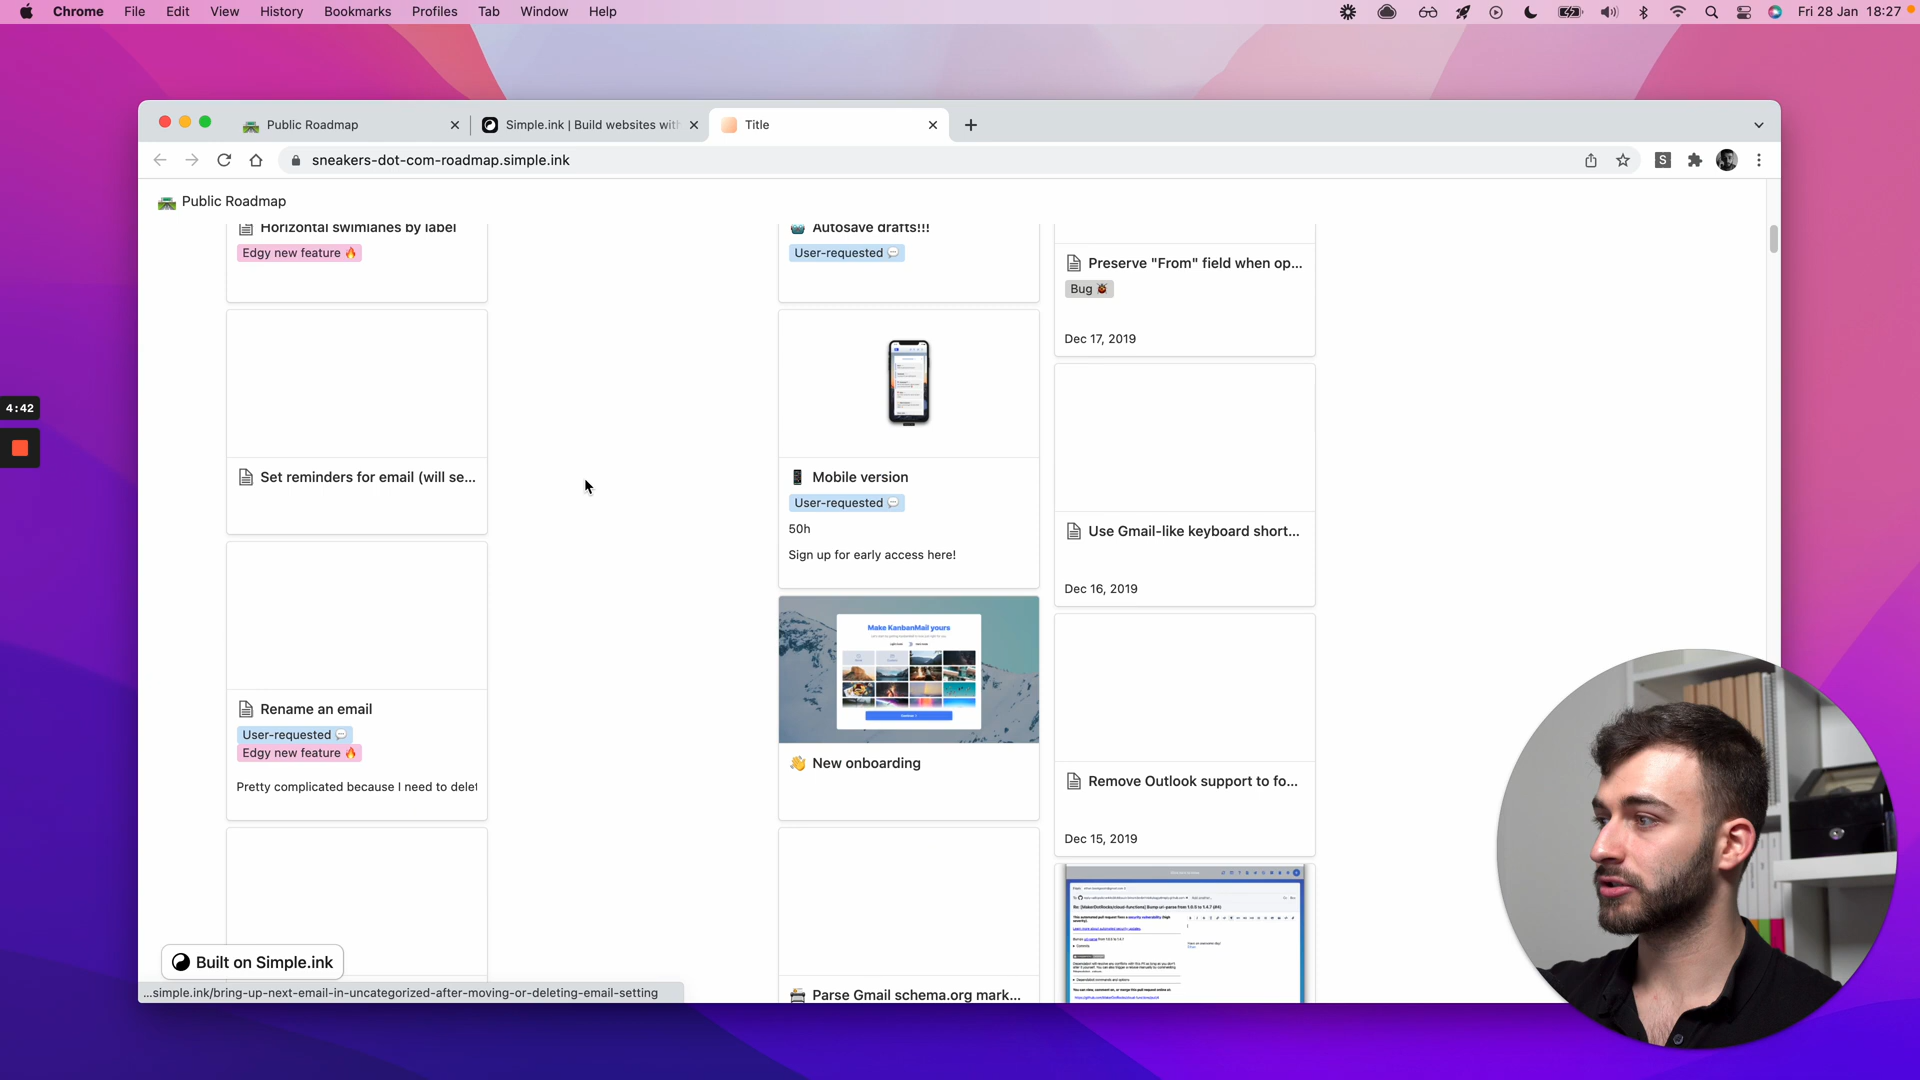 Chrome File Edit View History Bookmarks Profiles Tab Window Help
Fri 28 Jan 18:27
Public Roadmap
Simple.ink | Build websites with
Title
sneakers-dot-com-roadmap.simple.ink
Public Roadmap
Horizontal swimlanes by label
Edgy new feature 🔥
Set reminders for email (will se...
Rename an email
User-requested 💬
Edgy new feature 🔥
Pretty complicated because I need to delet
Autosave drafts!!!
User-requested 💬
Mobile version
User-requested 💬
50h
Sign up for early access here!
Make KanbanMail yours
New onboarding
Parse Gmail schema.org mark...
Preserve "From" field when op...
Bug 🐞
Dec 17, 2019
Use Gmail-like keyboard short...
Dec 16, 2019
Remove Outlook support to fo...
Dec 15, 2019
4:42
Built on Simple.ink
...simple.ink/bring-up-next-email-in-uncategorized-after-moving-or-deleting-email-setting